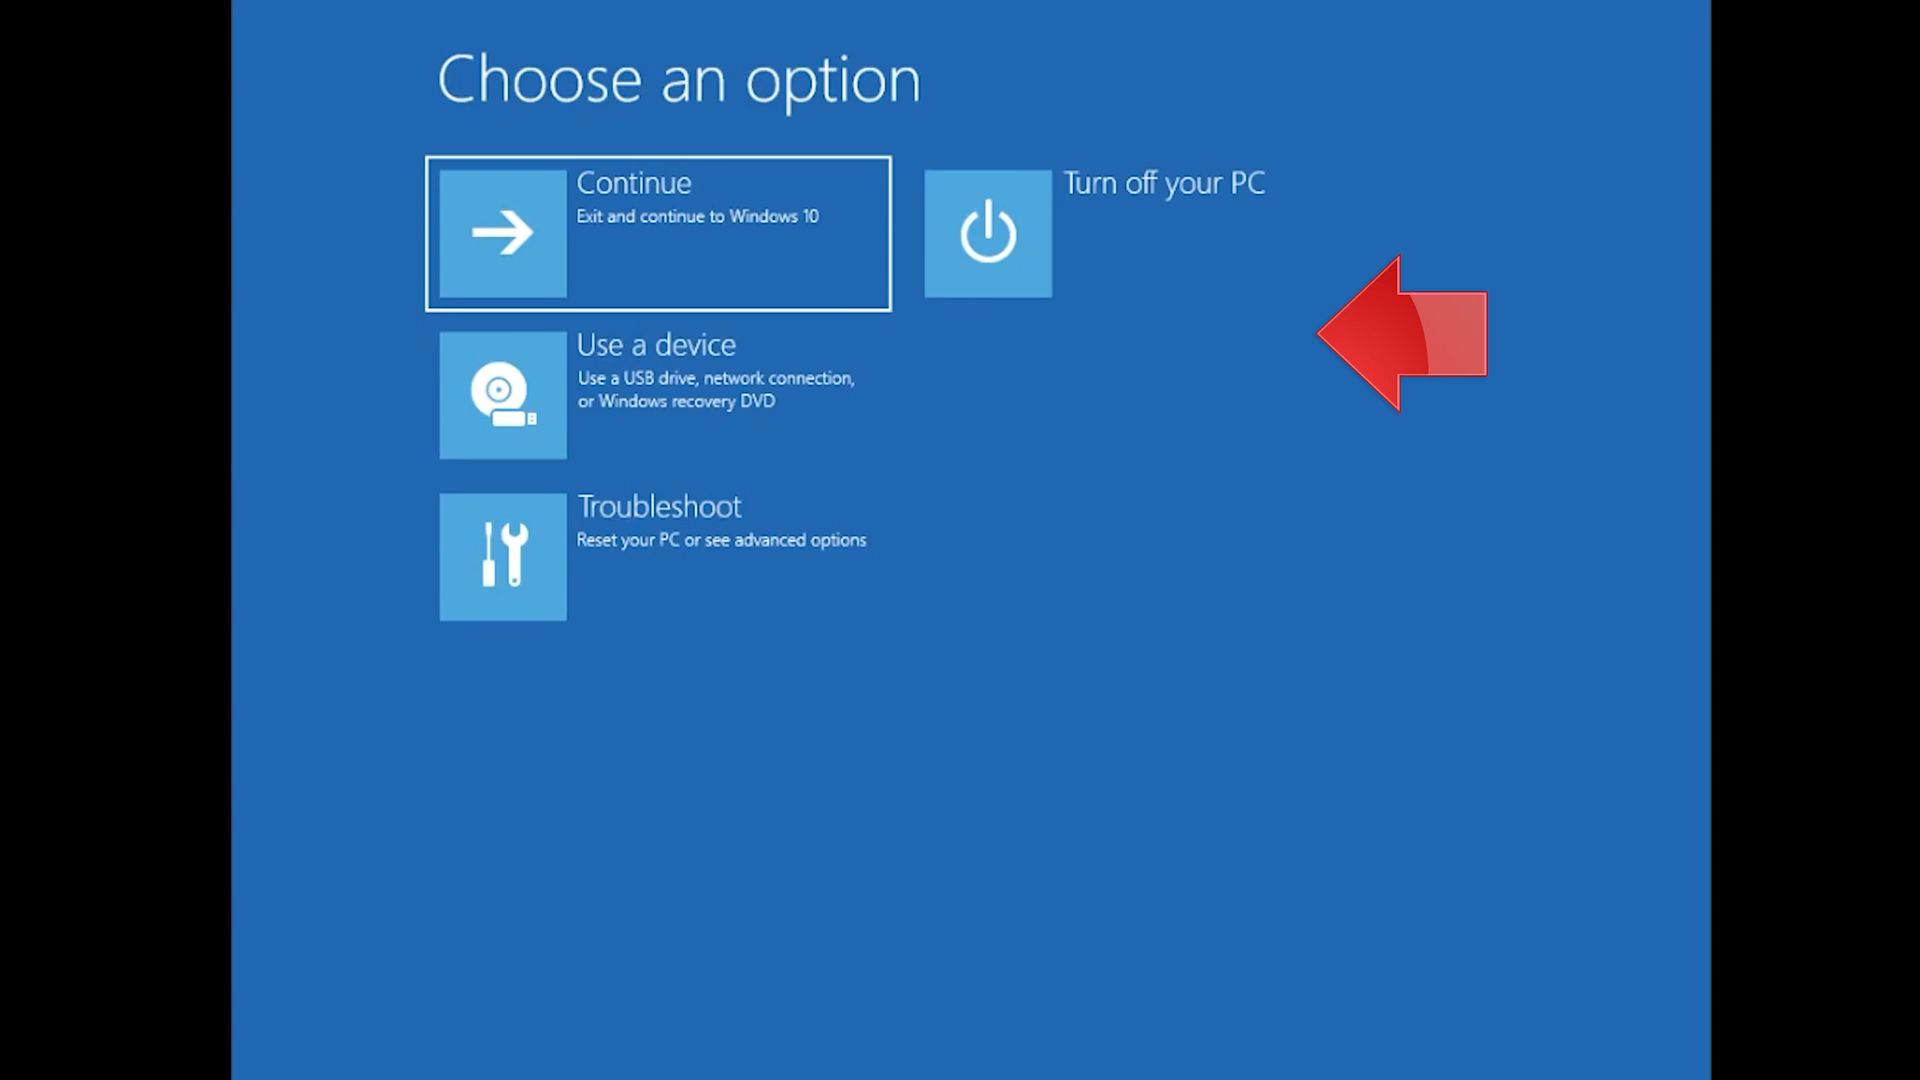 Choose an option
Continue
Exit and continue to Windows 10
Turn off your PC
Use a device
Use a USB drive, network connection,
or Windows recovery DVD
Troubleshoot
Reset your PC or see advanced options